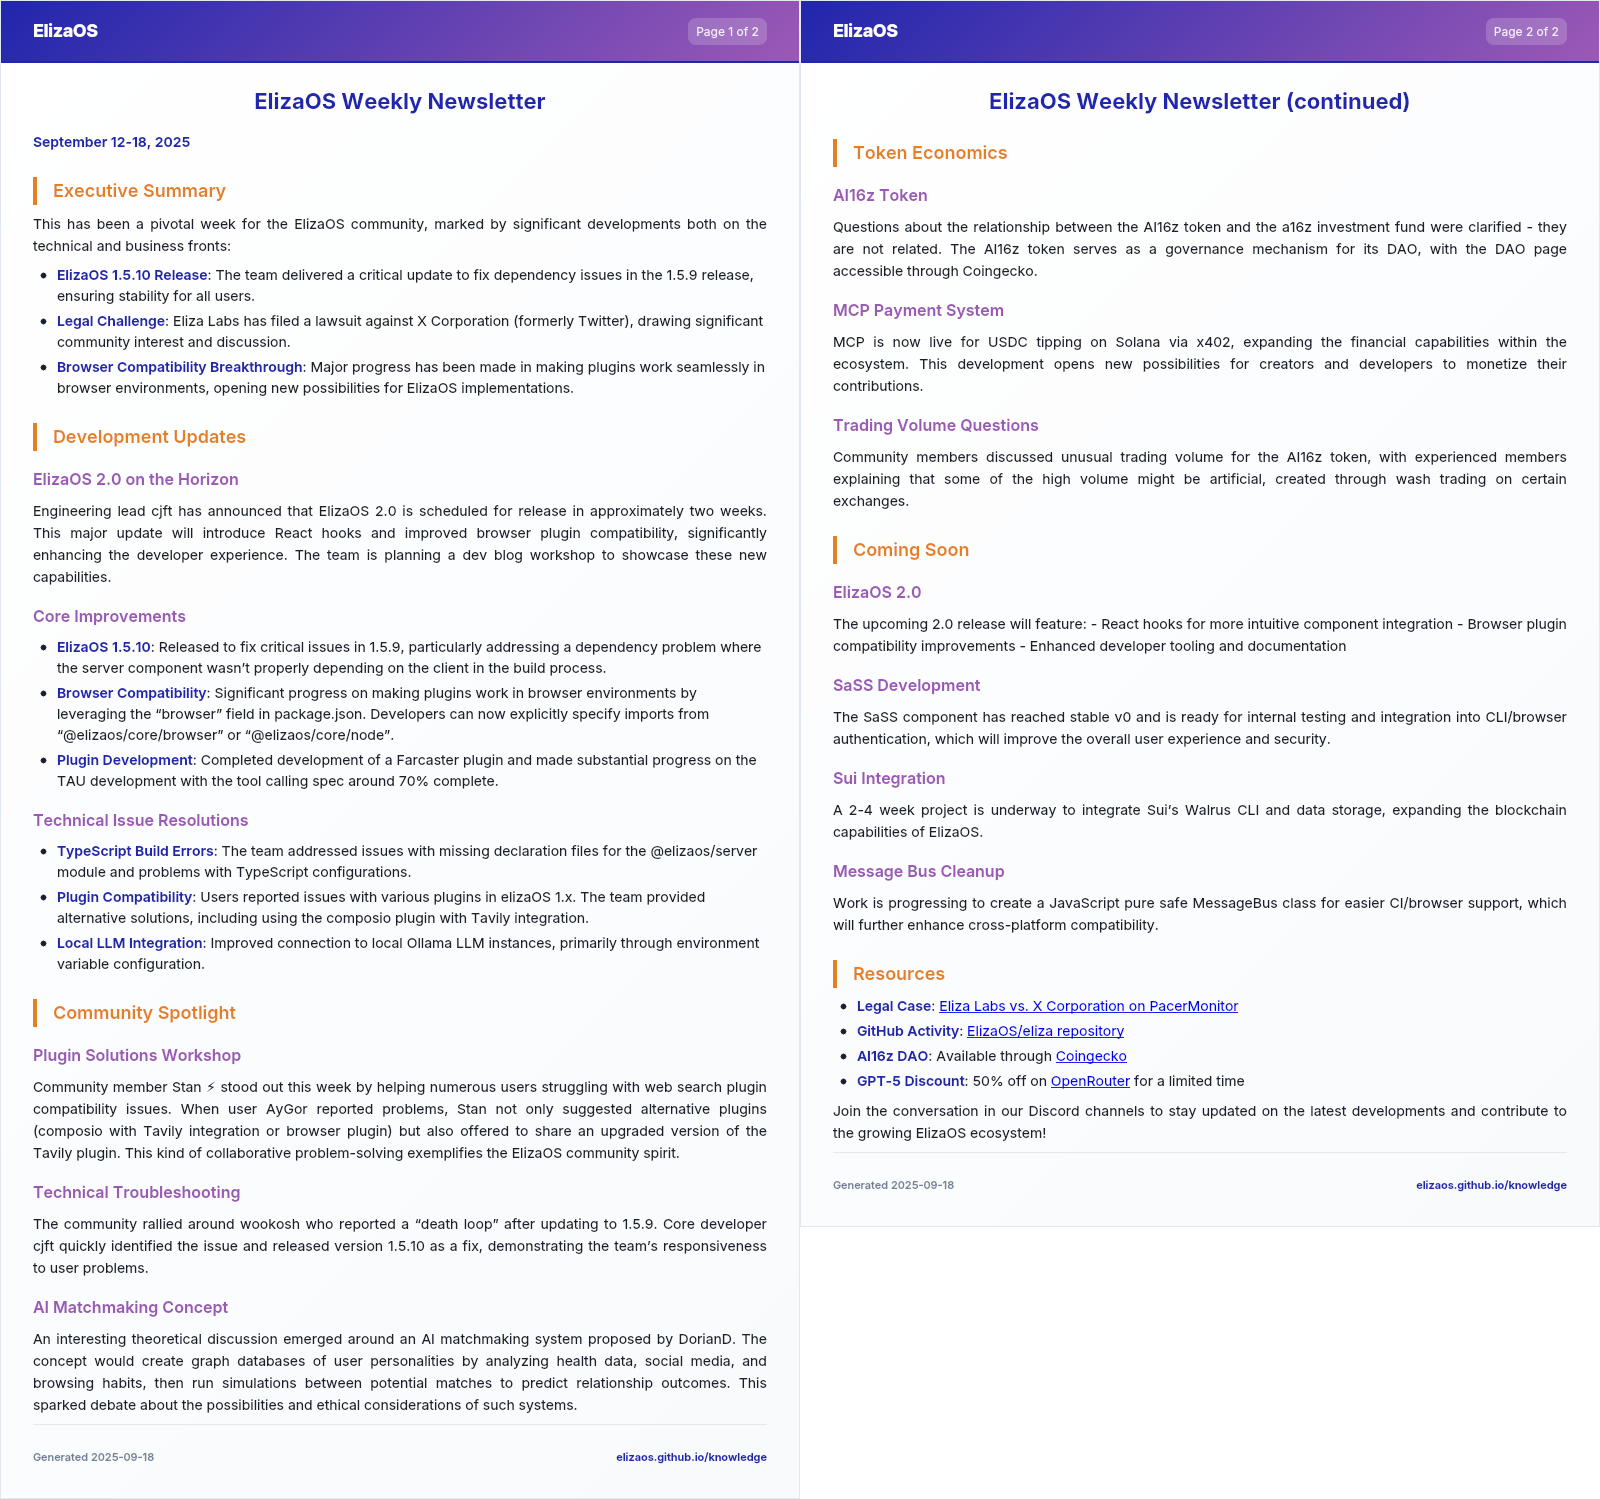 ElizaOS
Page 1 of 2
ElizaOS Weekly Newsletter
September 12-18, 2025
Executive Summary
This has been a pivotal week for the ElizaOS community, marked by significant developments both on the
technical and business fronts:
• ElizaOS 1.5.10 Release: The team delivered a critical update to fix dependency issues in the 1.5.9 release,
ensuring stability for all users.
• Legal Challenge: Eliza Labs has filed a lawsuit against X Corporation (formerly Twitter), drawing significant
community interest and discussion.
• Browser Compatibility Breakthrough: Major progress has been made in making plugins work seamlessly in
browser environments, opening new possibilities for ElizaOS implementations.
Development Updates
ElizaOS 2.0 on the Horizon
Engineering lead cjft has announced that ElizaOS 2.0 is scheduled for release in approximately two weeks.
This major update will introduce React hooks and improved browser plugin compatibility, significantly
enhancing the developer experience. The team is planning a dev blog workshop to showcase these new
capabilities.
Core Improvements
• ElizaOS 1.5.10: Released to fix critical issues in 1.5.9, particularly addressing a dependency problem where
the server component wasn’t properly depending on the client in the build process.
• Browser Compatibility: Significant progress on making plugins work in browser environments by
leveraging the “browser” field in package.json. Developers can now explicitly specify imports from
“@elizaos/core/browser” or “@elizaos/core/node”.
• Plugin Development: Completed development of a Farcaster plugin and made substantial progress on the
TAU development with the tool calling spec around 70% complete.
Technical Issue Resolutions
• TypeScript Build Errors: The team addressed issues with missing declaration files for the @elizaos/server
module and problems with TypeScript configurations.
• Plugin Compatibility: Users reported issues with various plugins in elizaOS 1.x. The team provided
alternative solutions, including using the composio plugin with Tavily integration.
• Local LLM Integration: Improved connection to local Ollama LLM instances, primarily through environment
variable configuration.
Community Spotlight
Plugin Solutions Workshop
Community member Stan ⚡ stood out this week by helping numerous users struggling with web search plugin
compatibility issues. When user AyGor reported problems, Stan not only suggested alternative plugins
(composio with Tavily integration or browser plugin) but also offered to share an upgraded version of the
Tavily plugin. This kind of collaborative problem-solving exemplifies the ElizaOS community spirit.
Technical Troubleshooting
The community rallied around wookosh who reported a “death loop” after updating to 1.5.9. Core developer
cjft quickly identified the issue and released version 1.5.10 as a fix, demonstrating the team’s responsiveness
to user problems.
AI Matchmaking Concept
An interesting theoretical discussion emerged around an AI matchmaking system proposed by DorianD. The
concept would create graph databases of user personalities by analyzing health data, social media, and
browsing habits, then run simulations between potential matches to predict relationship outcomes. This
sparked debate about the possibilities and ethical considerations of such systems.
Generated 2025-09-18
elizaos.github.io/knowledge
ElizaOS
Page 2 of 2
ElizaOS Weekly Newsletter (continued)
Token Economics
AI16z Token
Questions about the relationship between the AI16z token and the a16z investment fund were clarified - they
are not related. The AI16z token serves as a governance mechanism for its DAO, with the DAO page
accessible through Coingecko.
MCP Payment System
MCP is now live for USDC tipping on Solana via x402, expanding the financial capabilities within the
ecosystem. This development opens new possibilities for creators and developers to monetize their
contributions.
Trading Volume Questions
Community members discussed unusual trading volume for the AI16z token, with experienced members
explaining that some of the high volume might be artificial, created through wash trading on certain
exchanges.
Coming Soon
ElizaOS 2.0
The upcoming 2.0 release will feature: - React hooks for more intuitive component integration - Browser plugin
compatibility improvements - Enhanced developer tooling and documentation
SaSS Development
The SaSS component has reached stable v0 and is ready for internal testing and integration into CLI/browser
authentication, which will improve the overall user experience and security.
Sui Integration
A 2-4 week project is underway to integrate Sui’s Walrus CLI and data storage, expanding the blockchain
capabilities of ElizaOS.
Message Bus Cleanup
Work is progressing to create a JavaScript pure safe MessageBus class for easier CI/browser support, which
will further enhance cross-platform compatibility.
Resources
• Legal Case: Eliza Labs vs. X Corporation on PacerMonitor
• GitHub Activity: ElizaOS/eliza repository
• AI16z DAO: Available through Coingecko
• GPT-5 Discount: 50% off on OpenRouter for a limited time
Join the conversation in our Discord channels to stay updated on the latest developments and contribute to
the growing ElizaOS ecosystem!
Generated 2025-09-18
elizaos.github.io/knowledge